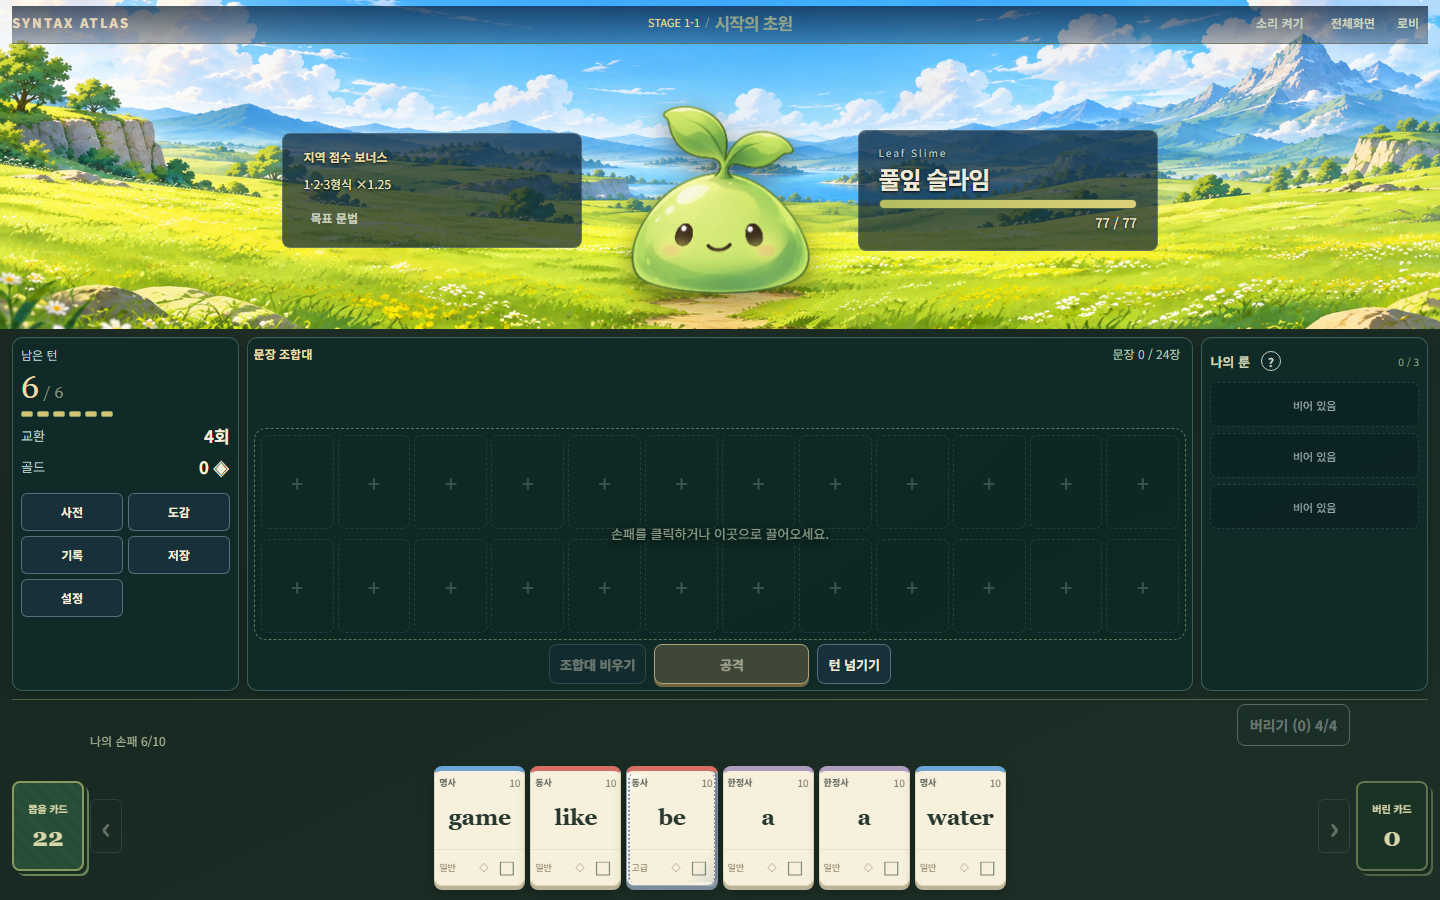 SYNTAX ATLAS
STAGE 1-1 / 시작의 초원
소리 켜기 전체화면 로비
지역 점수 보너스
1·2·3형식 ×1.25
목표 문법
Leaf Slime
풀잎 슬라임
77 / 77
남은 턴
6 / 6
교환 4회
골드 0
사전 도감
기록 저장
설정
문장 조합대 문장 0 / 24장
손패를 클릭하거나 이곳으로 끌어오세요.
조합대 비우기 공격 턴 넘기기
나의 룬 ? 0 / 3
비어 있음
비어 있음
비어 있음
버리기 (0) 4/4
나의 손패 6/10
뽑을 카드
22
명사 10
game
일반
동사 10
like
일반
동사 10
be
고급
한정사 10
a
일반
한정사 10
a
일반
명사 10
water
일반
버린 카드
0